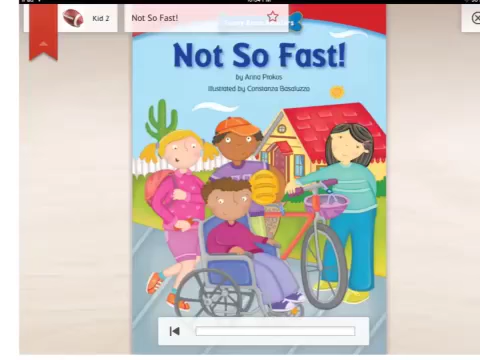 Kid 2
Not So Fast!
Not So Fast!
by Anna Prokos
Illustrated by Constanza Basaluzzo